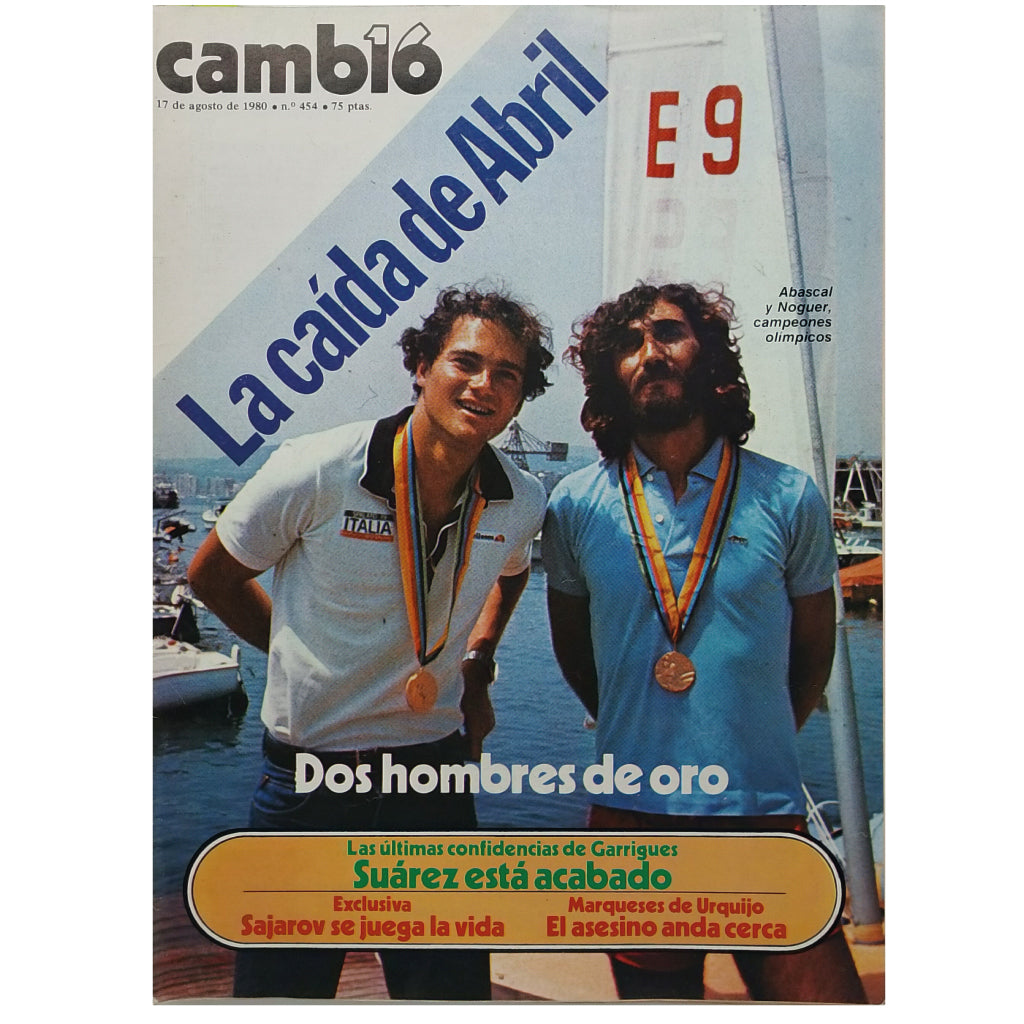 camb16
17 de agosto de 1980 • n.º 454 • 75 ptas.
La caída de Abril
E 9
Abascal
y Noguer,
campeones
olímpicos
ITALIA
Dos hombres de oro
Las últimas confidencias de Garrigues
Suárez está acabado
Exclusiva
Sajarov se juega la vida
Marqueses de Urquijo
El asesino anda cerca